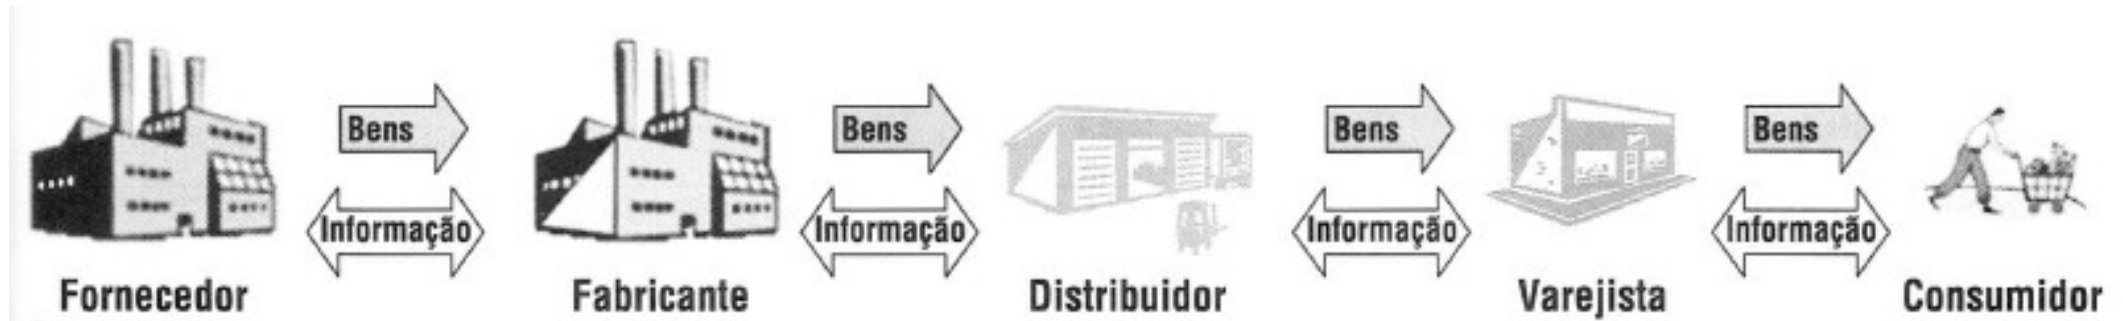 Bens
Bens
Bens
Bens
Informação
Informação
Informação
Informação
Fornecedor
Fabricante
Distribuidor
Varejista
Consumidor